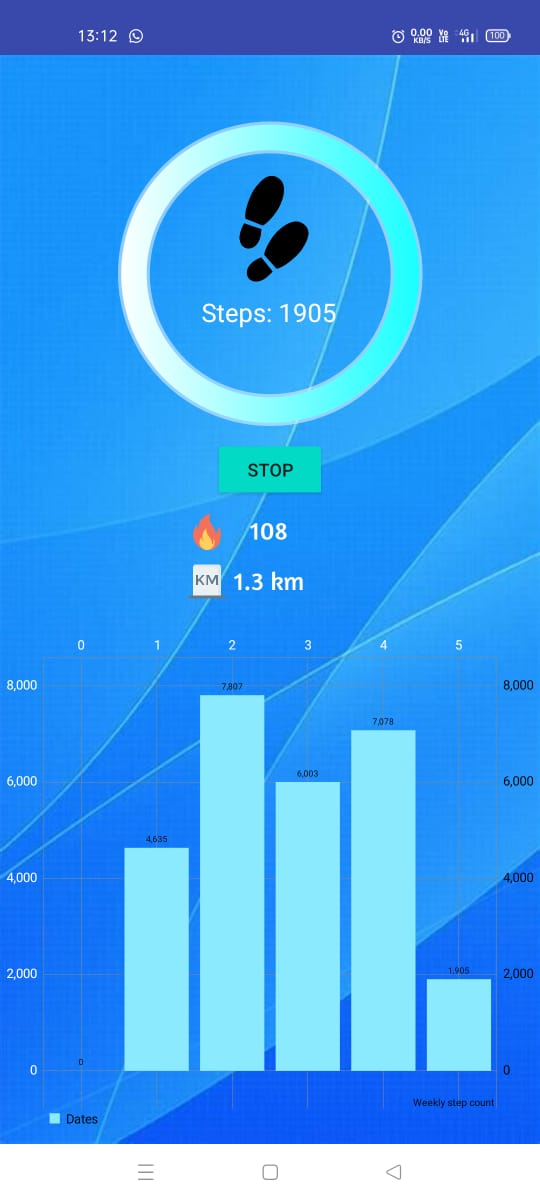 13:12 0.00 KB/S Vo LTE 4G 100
Steps: 1905
STOP
108
KM 1.3 km
0 1 2 3 4 5
8,000 7,807 8,000
7,078
6,000 6,003 6,000
4,635
4,000 4,000
2,000 1,905 2,000
0 0 0
Weekly step count
Dates